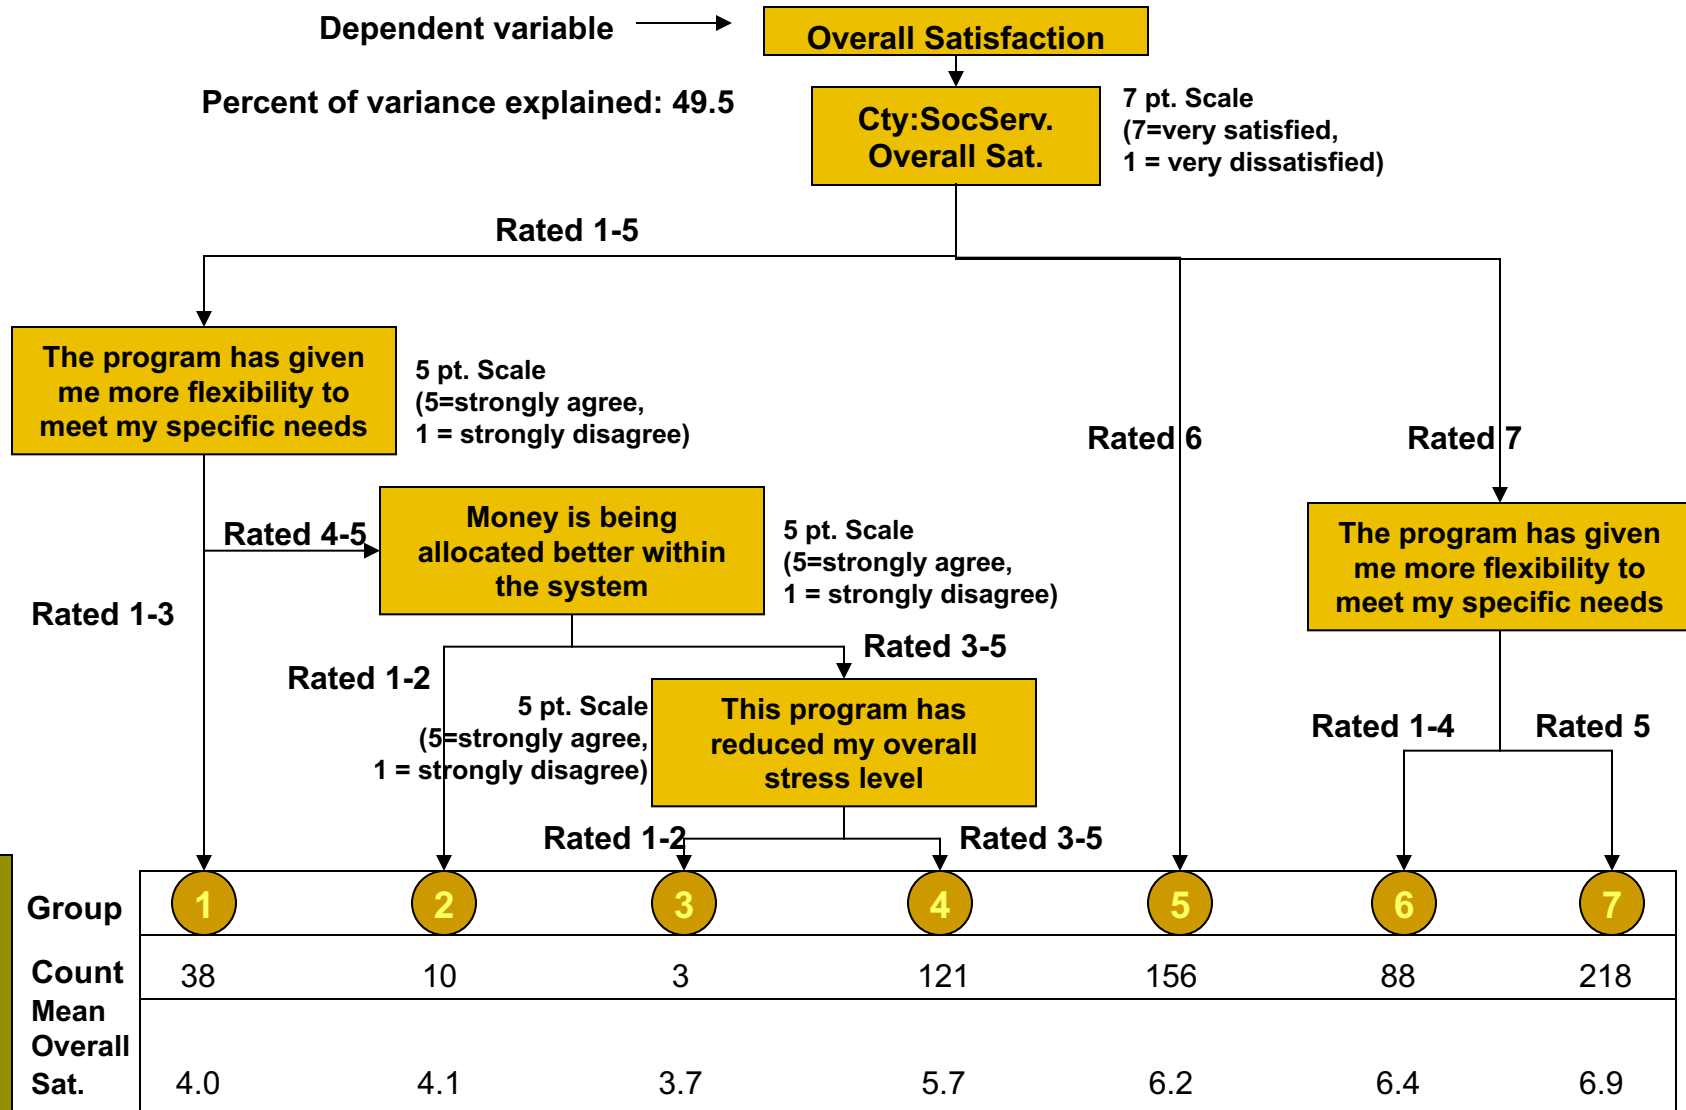 Dependent variable
Overall Satisfaction
Percent of variance explained: 49.5
Cty:SocServ.
Overall Sat.
7 pt. Scale
(7=very satisfied,
1 = very dissatisfied)
Rated 1-5
The program has given
me more flexibility to
meet my specific needs
5 pt. Scale
(5=strongly agree,
1 = strongly disagree)
Rated 6
Rated 7
Rated 4-5
Money is being
allocated better within
the system
5 pt. Scale
(5=strongly agree,
1 = strongly disagree)
The program has given
me more flexibility to
meet my specific needs
Rated 1-3
Rated 1-2
Rated 3-5
5 pt. Scale
(5=strongly agree,
1 = strongly disagree)
This program has
reduced my overall
stress level
Rated 1-4
Rated 5
Rated 1-2
Rated 3-5
Group 1 2 3 4 5 6 7
Count 38 10 3 121 156 88 218
Mean
Overall
Sat. 4.0 4.1 3.7 5.7 6.2 6.4 6.9